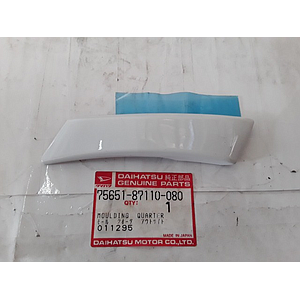 DAIHATSU 純正部品
GENUINE PARTS
75651-87110-080
QTY: 1
MOULDING QUARTER
011295
MADE IN JAPAN
DAIHATSU MOTOR CO.,LTD.